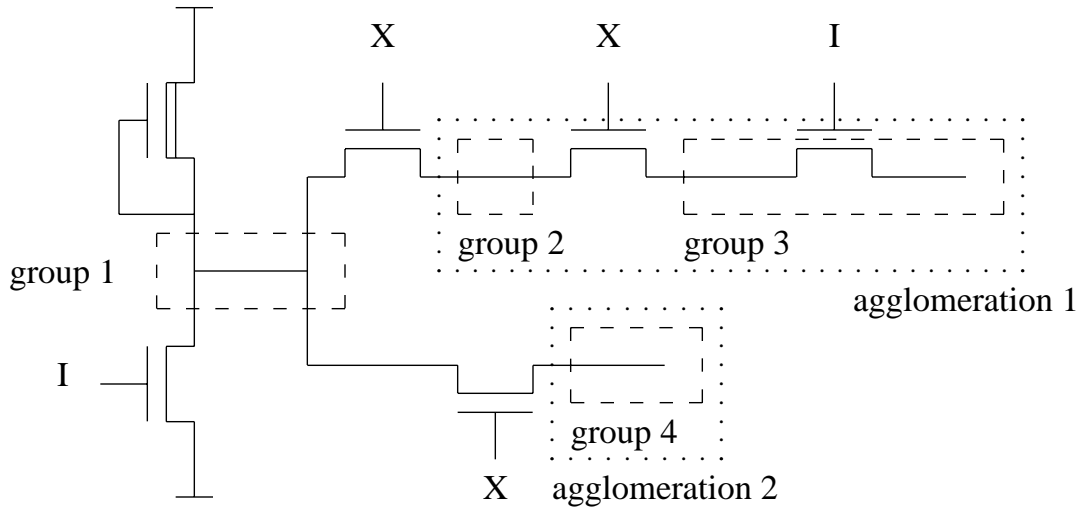 X X I
group 2 group 3
group 1
agglomeration 1
I
group 4
X
agglomeration 2